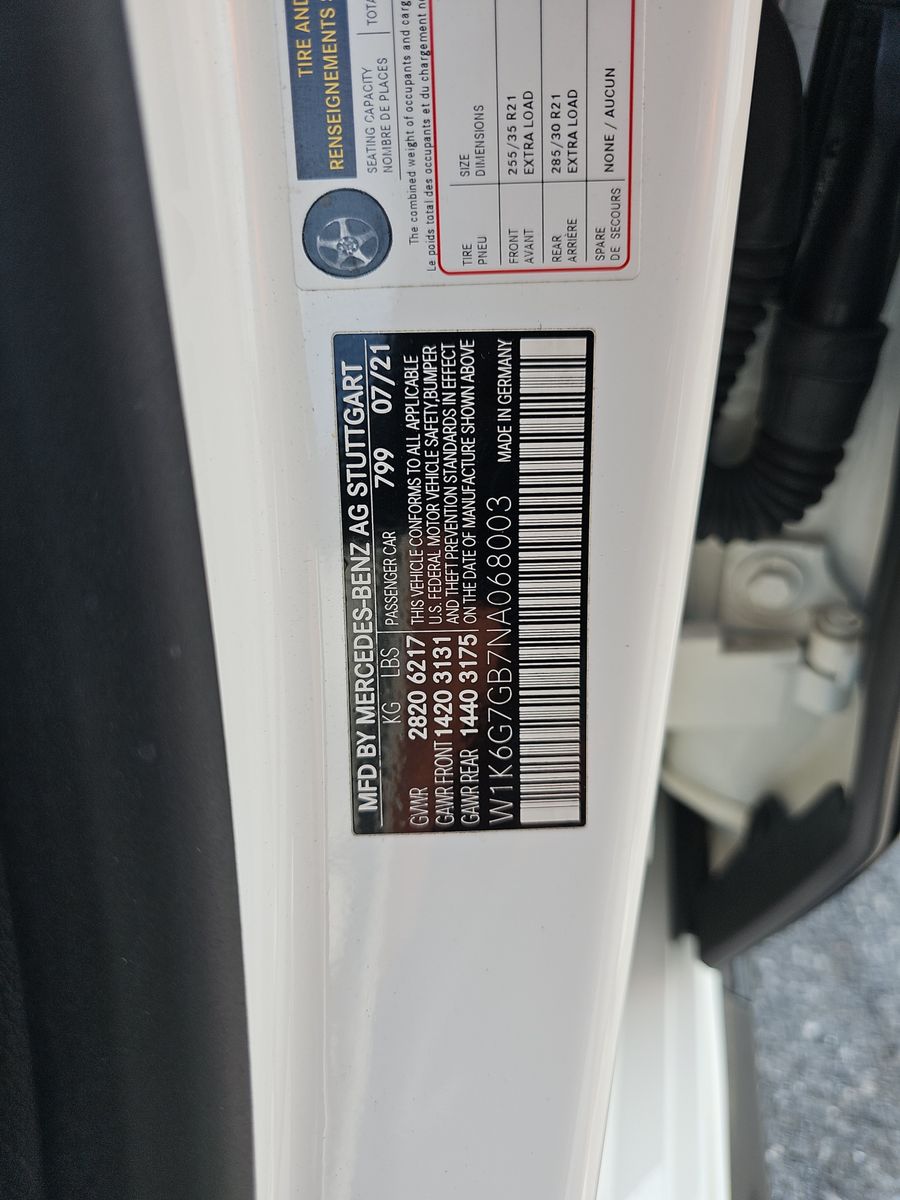 MFD BY MERCEDES-BENZ AG STUTTGART
KG LBS PASSENGER CAR 799 07/21
GVWR 2820 6217
GAWR FRONT 1420 3131
GAWR REAR 1440 3175
THIS VEHICLE CONFORMS TO ALL APPLICABLE
U.S. FEDERAL MOTOR VEHICLE SAFETY,BUMPER
AND THEFT PREVENTION STANDARDS IN EFFECT
ON THE DATE OF MANUFACTURE SHOWN ABOVE
W1K6G7GB7NA068003 MADE IN GERMANY
TIRE AND
RENSEIGNEMENTS
SEATING CAPACITY
NOMBRE DE PLACES
The combined weight of occupants and
Le poids total des occupants et du chargement
TIRE SIZE
PNEU DIMENSIONS
FRONT 255/35 R21
AVANT EXTRA LOAD
REAR 285/30 R21
ARRIÈRE EXTRA LOAD
SPARE NONE / AUCUN
DE SECOURS